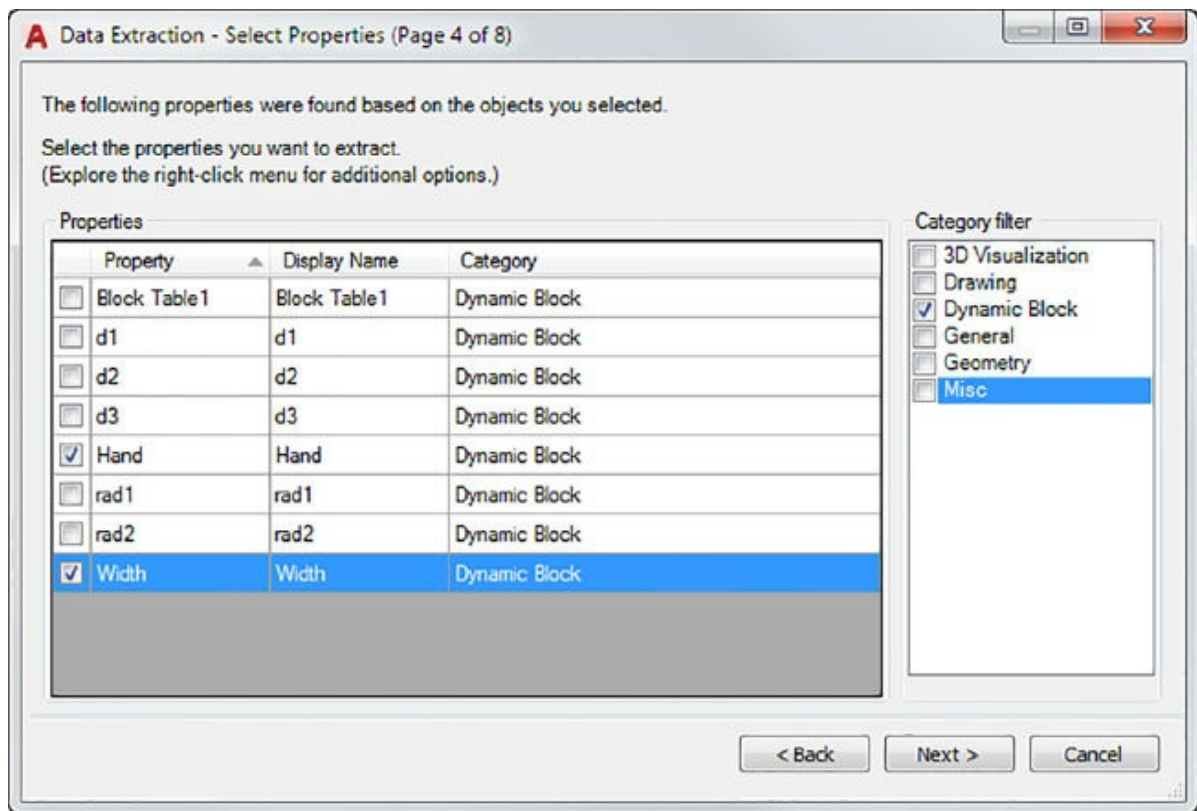 Data Extraction - Select Properties (Page 4 of 8)
The following properties were found based on the objects you selected.
Select the properties you want to extract.
(Explore the right-click menu for additional options.)
Properties
Property Display Name Category
Block Table1 Block Table1 Dynamic Block
d1 d1 Dynamic Block
d2 d2 Dynamic Block
d3 d3 Dynamic Block
Hand Hand Dynamic Block
rad1 rad1 Dynamic Block
rad2 rad2 Dynamic Block
Width Width Dynamic Block
Category filter
3D Visualization
Drawing
Dynamic Block
General
Geometry
Misc
< Back Next > Cancel